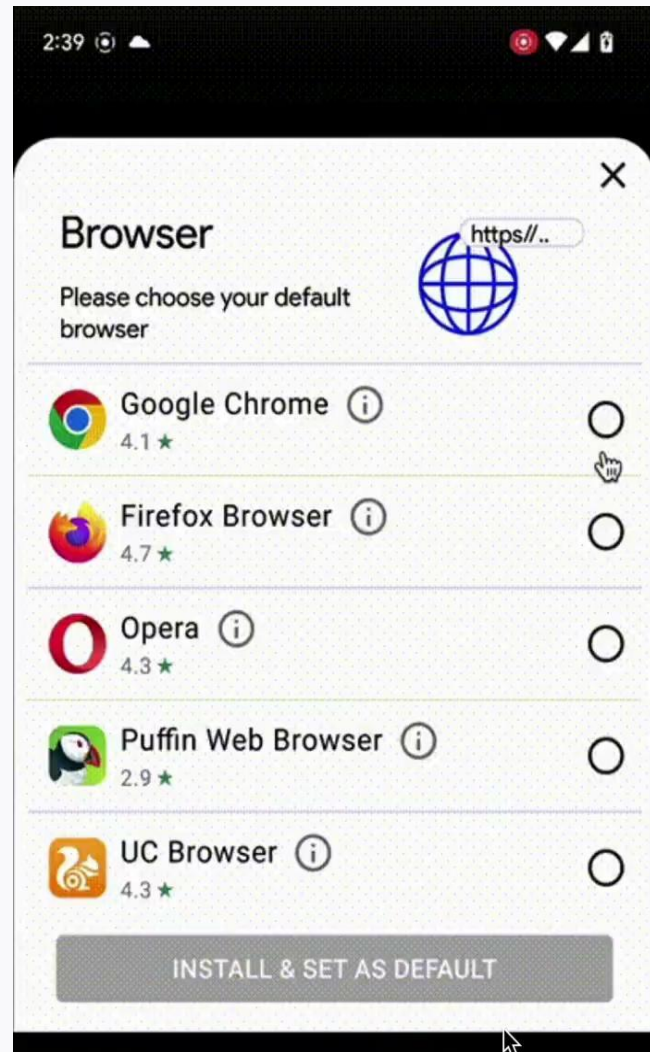 2:39
Browser
https//..
Please choose your default
browser
Google Chrome
4.1 ★
Firefox Browser
4.7 ★
Opera
4.3 ★
Puffin Web Browser
2.9 ★
UC Browser
4.3 ★
INSTALL & SET AS DEFAULT